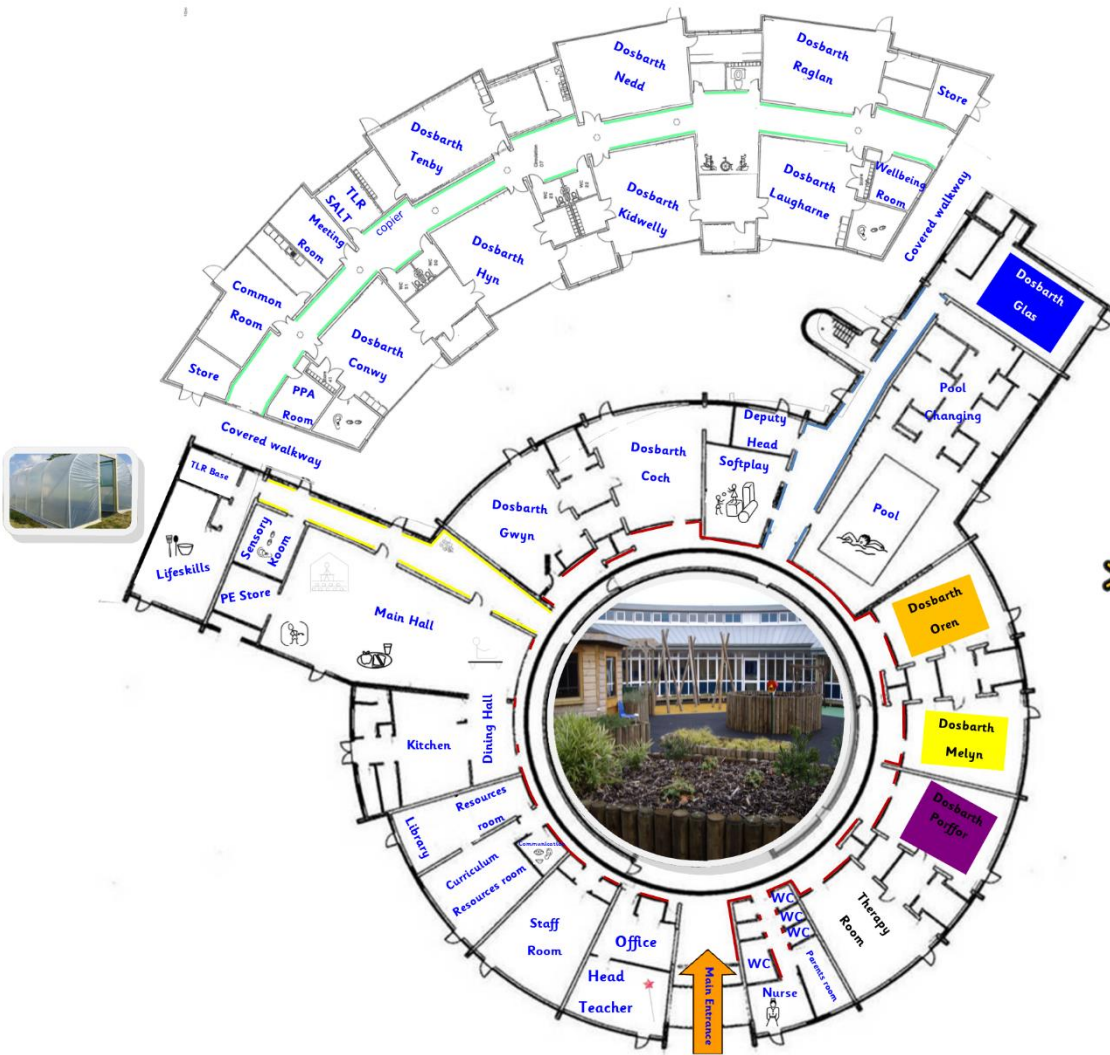 Dosbarth
Nedd
Dosbarth
Raglan
Store
Dosbarth
Tenby
Circulation
TLR
SALT
copier
Meeting
Room
Dosbarth
Kidwelly
Dosbarth
Laugharne
Wellbeing
Room
Covered walkway
Dosbarth
Hyn
Common
Room
Dosbarth
Conwy
Store
PPA
Room
Covered walkway
Dosbarth
Glas
Pool
Changing
Deputy
Head
Dosbarth
Coch
Softplay
Dosbarth
Gwyn
Pool
TLR Base
Sensory
Room
Lifeskills
PE Store
Main Hall
Dosbarth
Oren
Dosbarth
Melyn
Dosbarth
Porffor
Kitchen
Dining Hall
Resources
room
Library
Communication
Curriculum
Resources room
Staff
Room
Office
Head
Teacher
Main Entrance
WC
WC
WC
WC
Nurse
Parents room
Therapy
Room